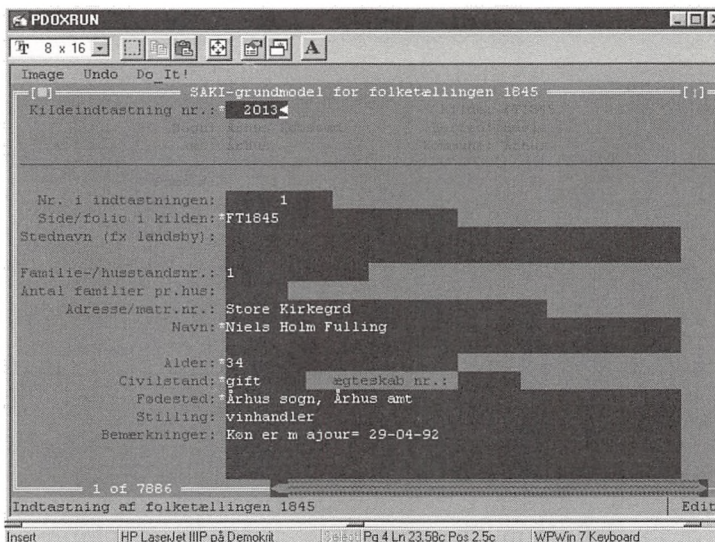 PDOXRUN
8 x 16
A
Image Undo Do_It!
SAKI-grundmodel for folketællingen 1845
Kildeindtastning nr.:* 2013
Nr. i indtastningen: 1
Side/folio i kilden:*FT1845
Stednavn (fx landsby):
Familie-/husstandsnr.: 1
Antal familier pr.hus:
Adresse/matr.nr.: Store Kirkegrd
Navn:*Niels Holm Fulling
Alder:*34
Civilstand:*gift ægteskab nr.:
Fødested:*Århus sogn, Århus amt
Stilling: vinhandler
Bemærkninger: Køn er m ajour= 29-04-92
1 of 7886
Indtastning af folketællingen 1845 Edit
Insert HP LaserJet IIIP på Demokrit Select Pg 4 Ln 23.58c Pos 2.5c WPWin 7 Keyboard